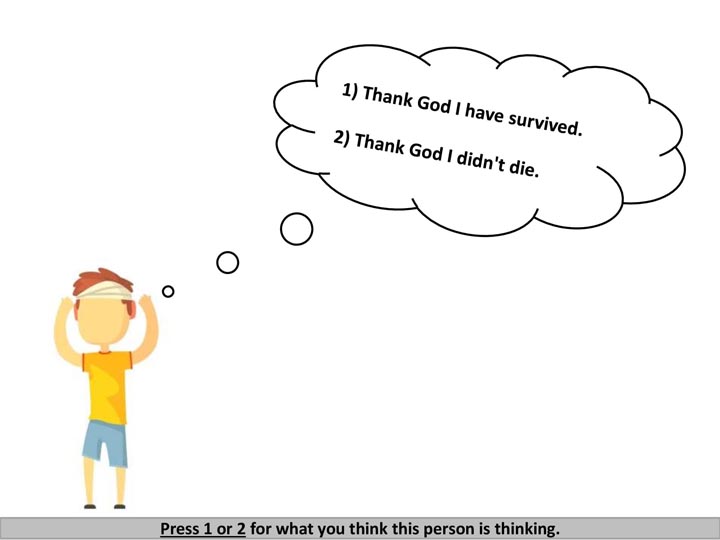 1) Thank God I have survived.
2) Thank God I didn't die.
Press 1 or 2 for what you think this person is thinking.